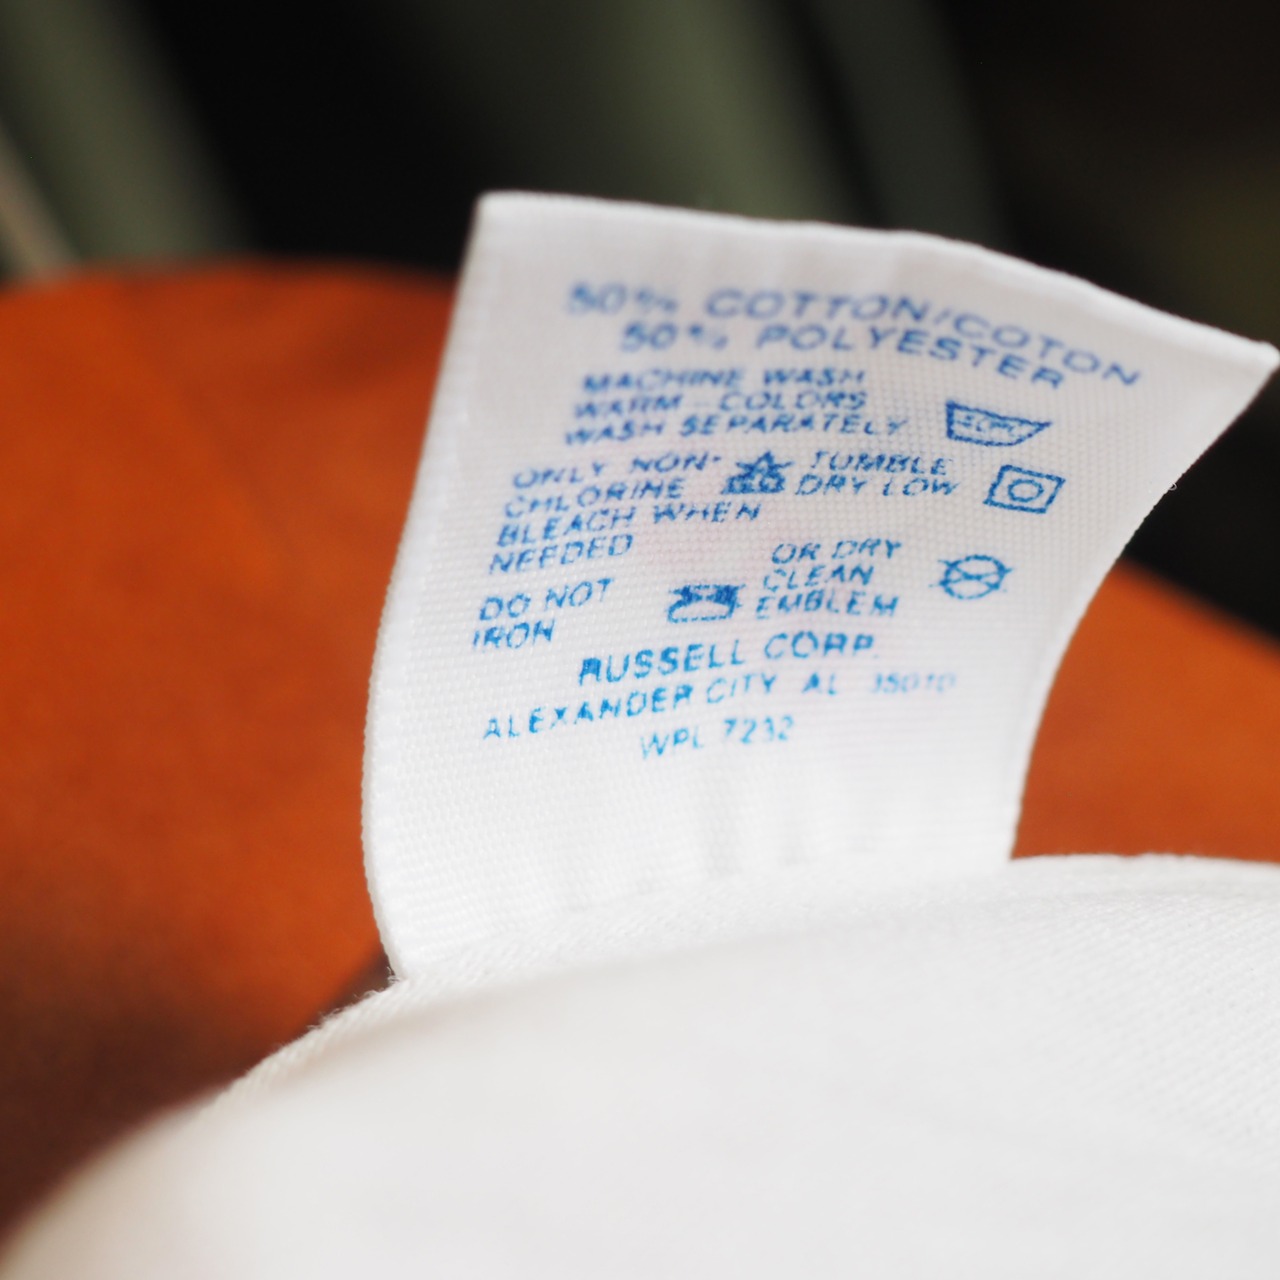 50% COTTON/COTON
50% POLYESTER
MACHINE WASH
WARM - COLORS
WASH SEPARATELY
ONLY NON-
CHLORINE
BLEACH WHEN
NEEDED
TUMBLE
DRY LOW
DO NOT
IRON
OR DRY
CLEAN
EMBLEM
RUSSELL CORP.
ALEXANDER CITY AL 35010
WPL 7232